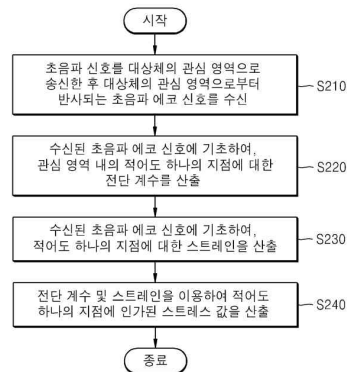 시작
초음파 신호를 대상체의 관심 영역으로
송신한 후 대상체의 관심 영역으로부터
반사되는 초음파 에코 신호를 수신
S210
수신된 초음파 에코 신호에 기초하여,
관심 영역 내의 적어도 하나의 지점에 대한
전단 계수를 산출
S220
수신된 초음파 에코 신호에 기초하여,
적어도 하나의 지점에 대한 스트레인을 산출
S230
전단 계수 및 스트레인을 이용하여 적어도
하나의 지점에 인가된 스트레스 값을 산출
S240
종료